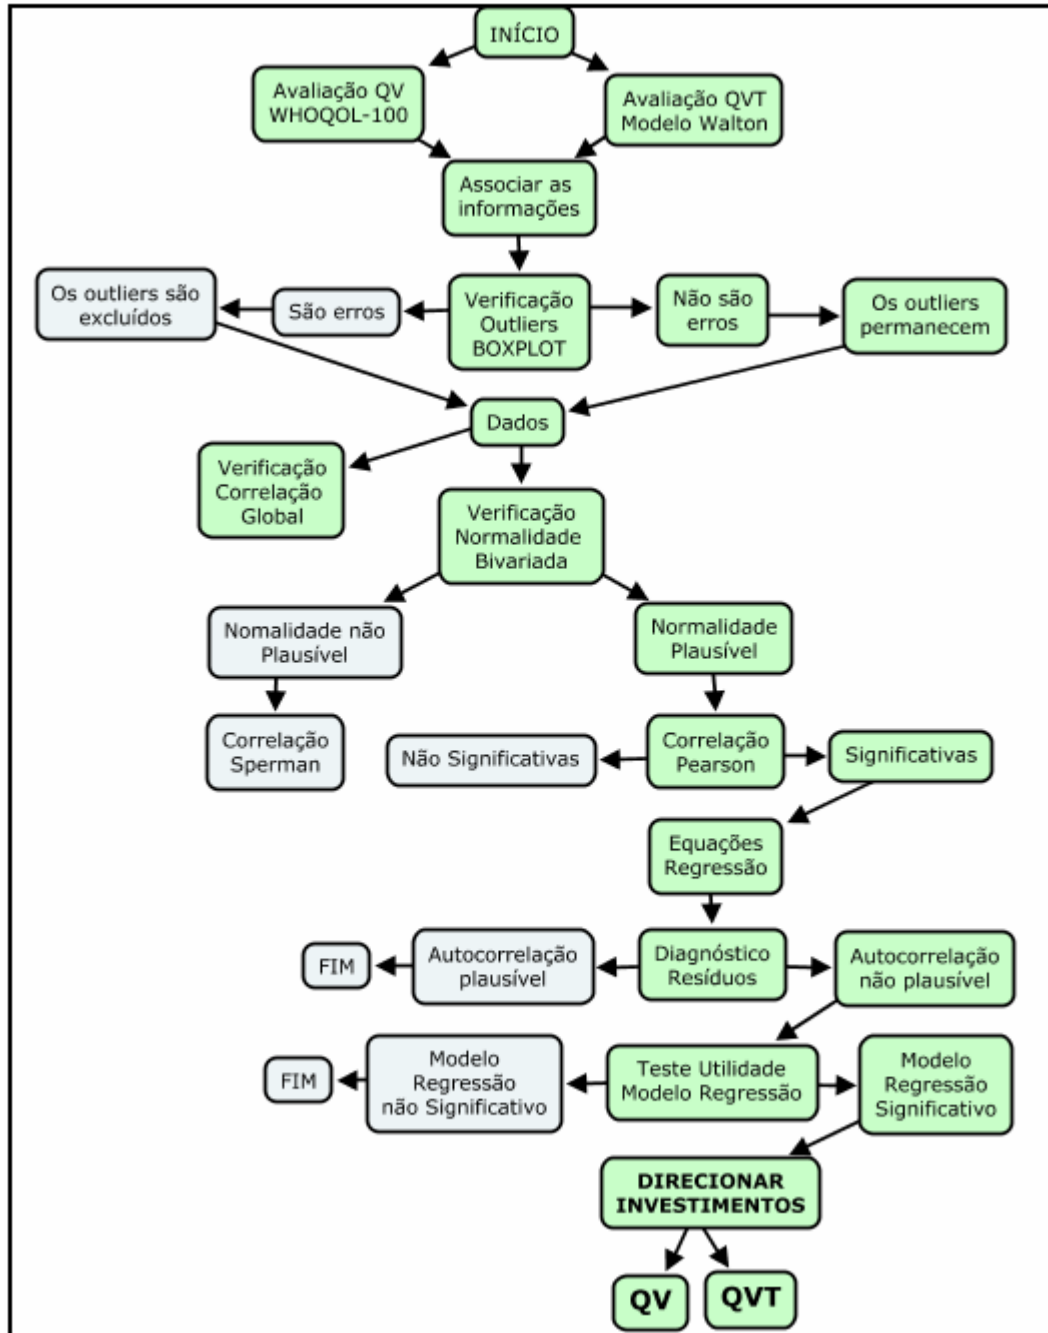 INÍCIO
Avaliação QV
WHOQOL-100
Avaliação QVT
Modelo Walton
Associar as
informações
Os outliers são
excluídos
São erros
Verificação
Outliers
BOXPLOT
Não são
erros
Os outliers
permanecem
Dados
Verificação
Correlação
Global
Verificação
Normalidade
Bivariada
Nomalidade não
Plausível
Normalidade
Plausível
Correlação
Sperman
Não Significativas
Correlação
Pearson
Significativas
Equações
Regressão
FIM
Autocorrelação
plausível
Diagnóstico
Resíduos
Autocorrelação
não plausível
FIM
Modelo
Regressão
não Significativo
Teste Utilidade
Modelo Regressão
Modelo
Regressão
Significativo
DIRECIONAR
INVESTIMENTOS
QV
QVT